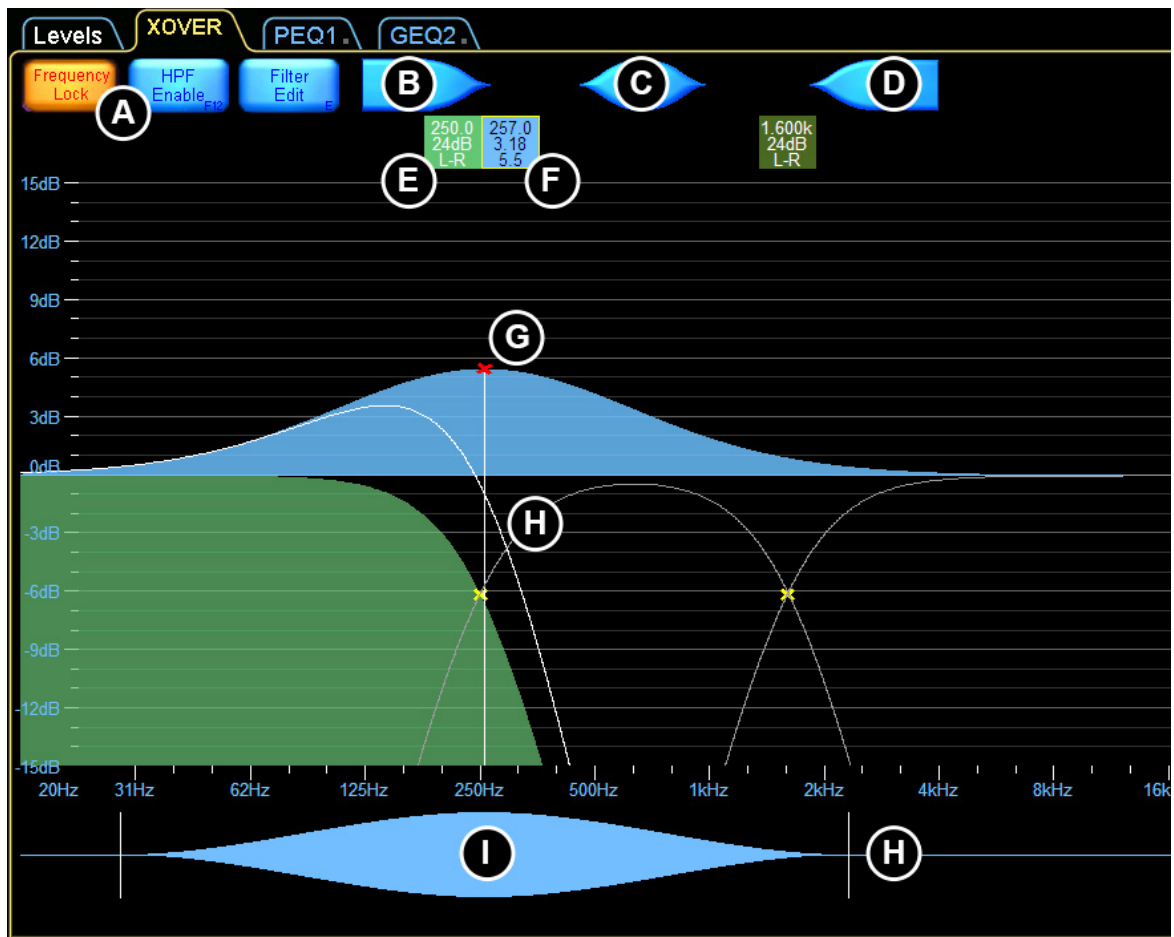 Levels XOVER PEQ1 GEQ2
Frequency Lock HPF Enable F12 Filter Edit E B C D
A
250.0 24dB L-R 257.0 3.18 5.5 1.600k 24dB L-R
E F
15dB
12dB
9dB
G
6dB
3dB
0dB
H
-3dB
-6dB
-9dB
-12dB
-15dB
20Hz 31Hz 62Hz 125Hz 250Hz 500Hz 1kHz 2kHz 4kHz 8kHz 16k
I H